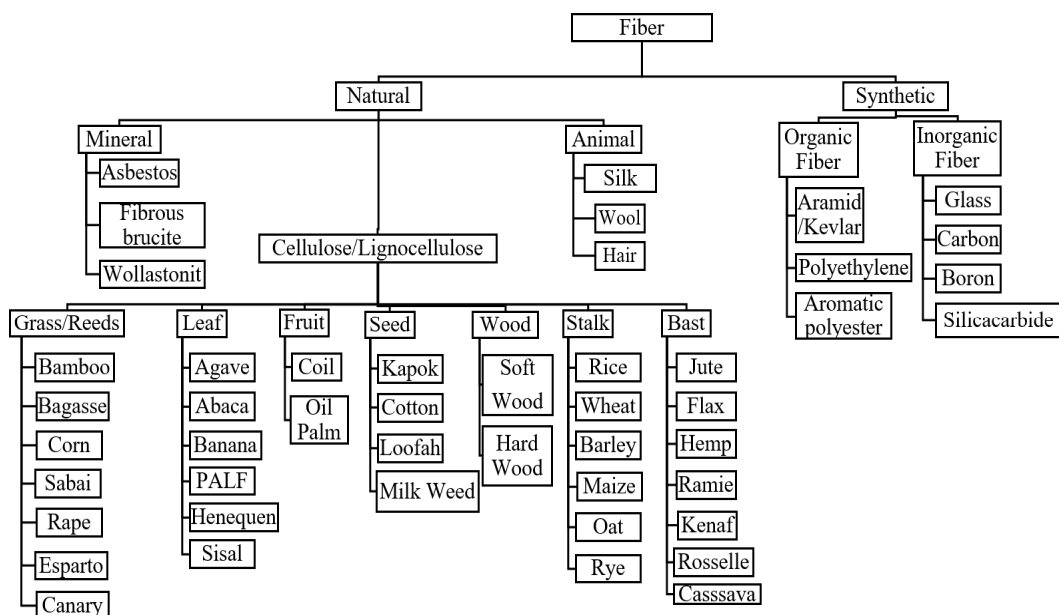 Fiber
Natural
Synthetic
Mineral
Animal
Organic
Fiber
Inorganic
Fiber
Asbestos
Fibrous
brucite
Wollastonit
Silk
Wool
Hair
Aramid
/Kevlar
Polyethylene
Aromatic
polyester
Glass
Carbon
Boron
Silicacarbide
Cellulose/Lignocellulose
Grass/Reeds
Bamboo
Bagasse
Corn
Sabai
Rape
Esparto
Canary
Leaf
Agave
Abaca
Banana
PALF
Henequen
Sisal
Fruit
Coil
Oil
Palm
Seed
Kapok
Cotton
Loofah
Milk Weed
Wood
Soft
Wood
Hard
Wood
Stalk
Rice
Wheat
Barley
Maize
Oat
Rye
Bast
Jute
Flax
Hemp
Ramie
Kenaf
Rosselle
Casssava